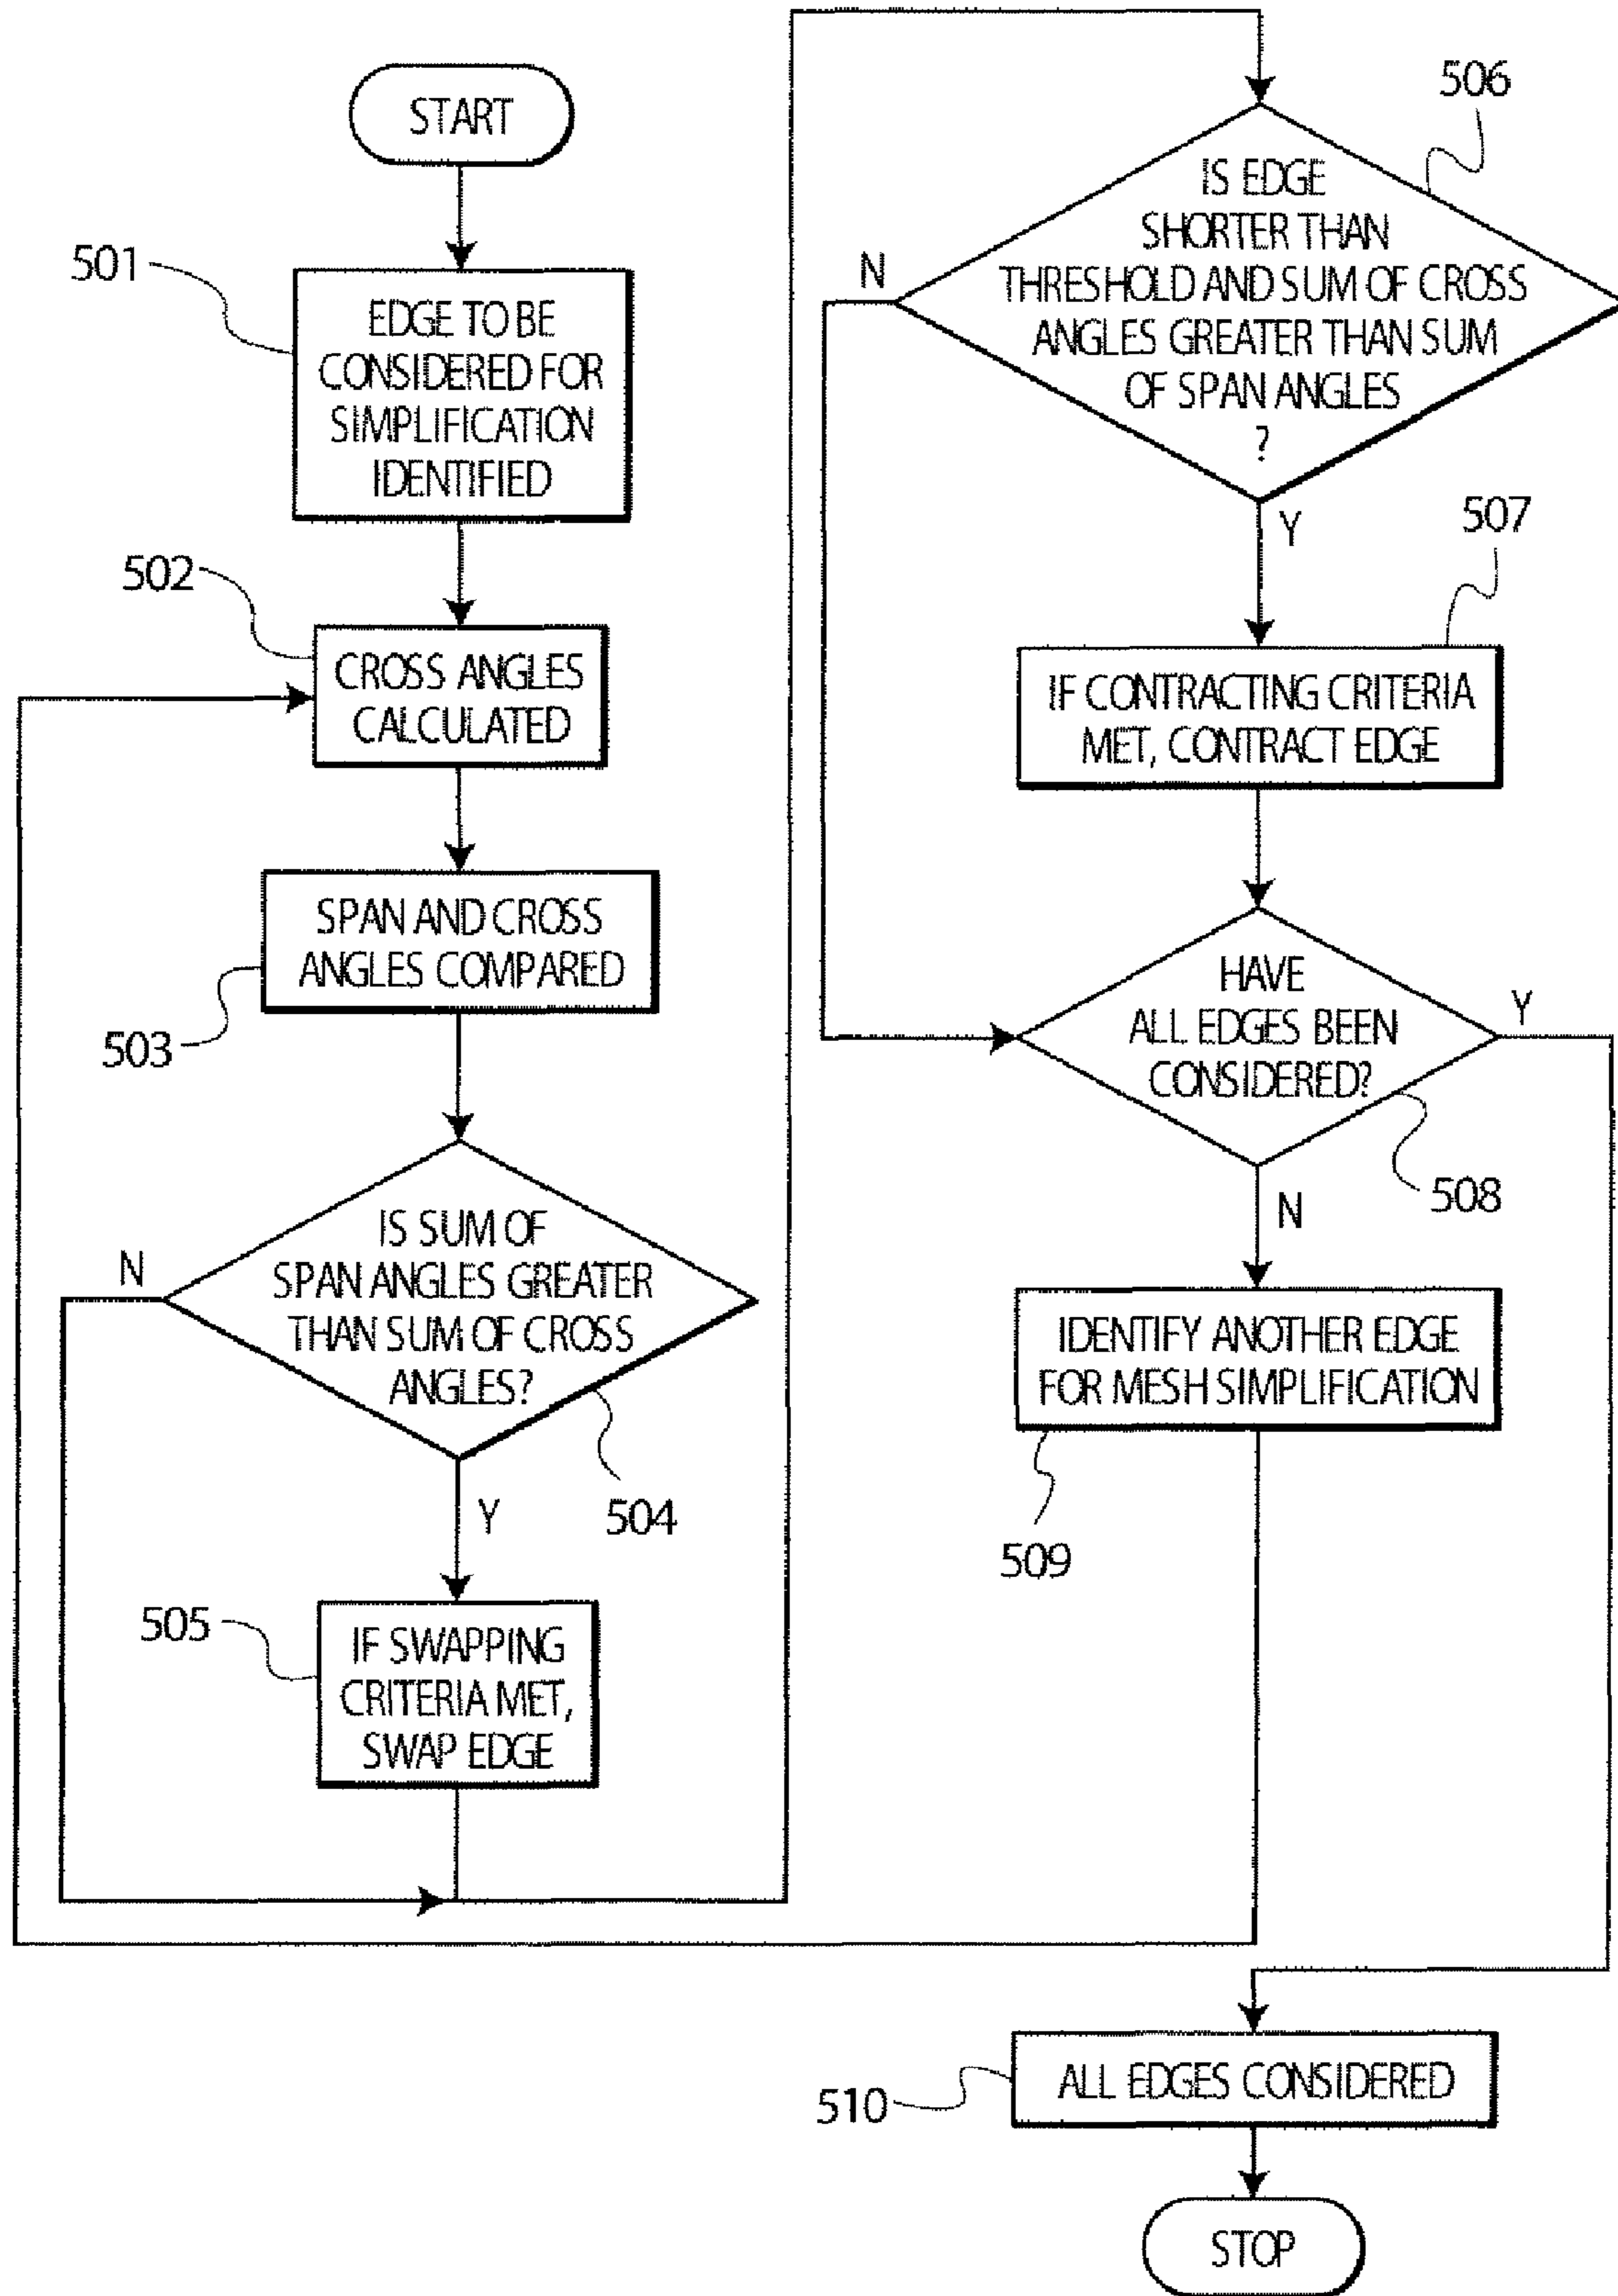 START
501
EDGE TO BE
CONSIDERED FOR
SIMPLIFICATION
IDENTIFIED
502
CROSS ANGLES
CALCULATED
SPAN AND CROSS
ANGLES COMPARED
503
IS SUM OF
SPAN ANGLES GREATER
THAN SUM OF CROSS
ANGLES?
N
504
Y
505
IF SWAPPING
CRITERIA MET,
SWAP EDGE
506
IS EDGE
SHORTER THAN
THRESHOLD AND SUM OF CROSS
ANGLES GREATER THAN SUM
OF SPAN ANGLES
?
N
Y
507
IF CONTRACTING CRITERIA
MET, CONTRACT EDGE
HAVE
ALL EDGES BEEN
CONSIDERED?
Y
508
N
IDENTIFY ANOTHER EDGE
FOR MESH SIMPLIFICATION
509
510
ALL EDGES CONSIDERED
STOP